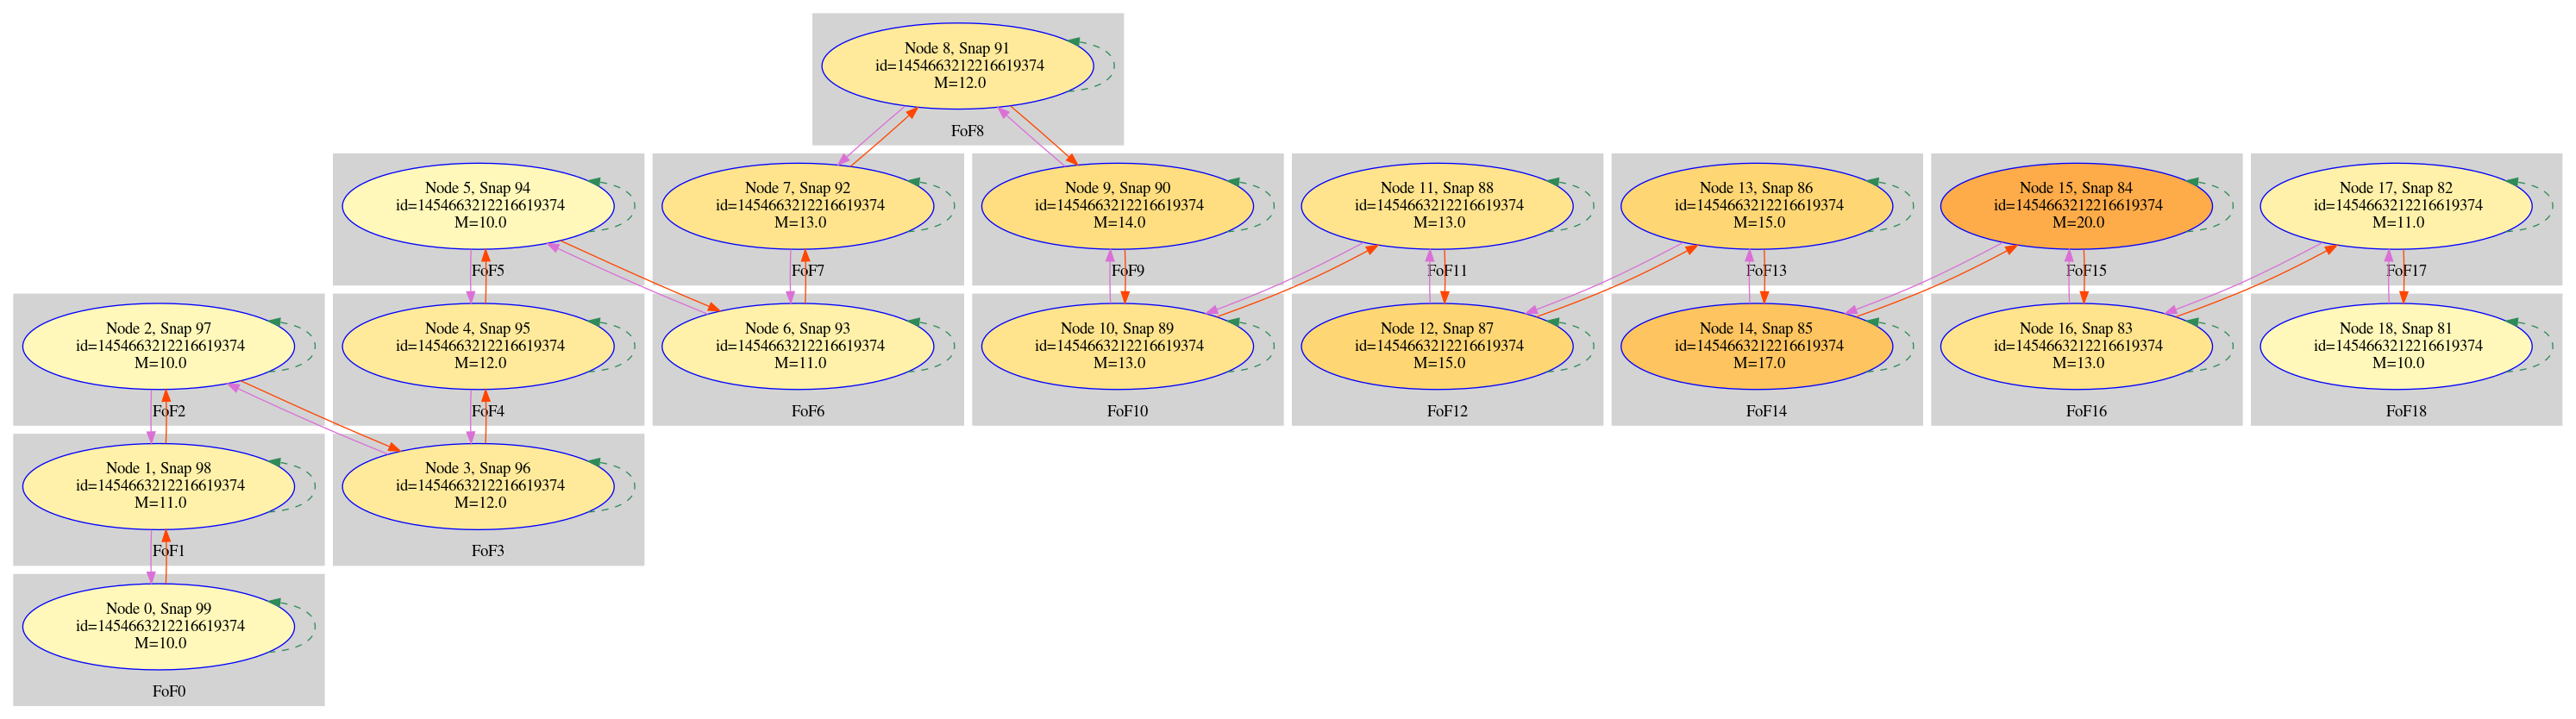 Node 8, Snap 91
id=1454663212216619374
M=12.0
FoF8
Node 5, Snap 94
id=1454663212216619374
M=10.0
FoF5
Node 7, Snap 92
id=1454663212216619374
M=13.0
FoF7
Node 9, Snap 90
id=1454663212216619374
M=14.0
FoF9
Node 11, Snap 88
id=1454663212216619374
M=13.0
FoF11
Node 13, Snap 86
id=1454663212216619374
M=15.0
FoF13
Node 15, Snap 84
id=1454663212216619374
M=20.0
FoF15
Node 17, Snap 82
id=1454663212216619374
M=11.0
FoF17
Node 2, Snap 97
id=1454663212216619374
M=10.0
FoF2
Node 4, Snap 95
id=1454663212216619374
M=12.0
FoF4
Node 6, Snap 93
id=1454663212216619374
M=11.0
FoF6
Node 10, Snap 89
id=1454663212216619374
M=13.0
FoF10
Node 12, Snap 87
id=1454663212216619374
M=15.0
FoF12
Node 14, Snap 85
id=1454663212216619374
M=17.0
FoF14
Node 16, Snap 83
id=1454663212216619374
M=13.0
FoF16
Node 18, Snap 81
id=1454663212216619374
M=10.0
FoF18
Node 1, Snap 98
id=1454663212216619374
M=11.0
FoF1
Node 3, Snap 96
id=1454663212216619374
M=12.0
FoF3
Node 0, Snap 99
id=1454663212216619374
M=10.0
FoF0